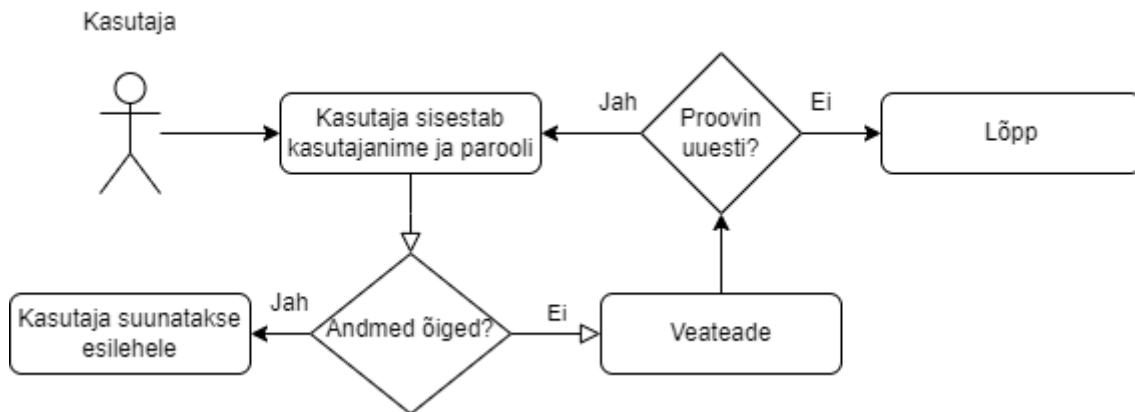 Kasutaja
Kasutaja sisestab
kasutajanime ja parooli
Jah
Proovin
uuesti?
Ei
Lõpp
Kasutaja suunatakse
esilehele
Jah
Andmed õiged?
Ei
Veateade